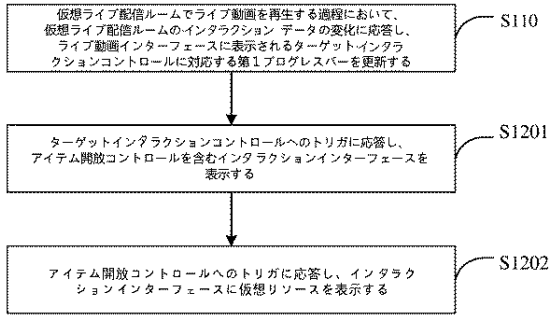 仮想ライブ配信ルームでライブ動画を再生する過程において、
仮想ライブ配信ルームのインタラクション データの変化に応答し、
ライブ動画インターフェースに表示されるターゲットインタラ
クションコントロールに対応する第1プログレスバーを更新する
S110
ターゲットインタラクションコントロールへのトリガに応答し、
アイテム開放コントロールを含むインタラクションインターフェースを
表示する
S1201
アイテム開放コントロールへのトリガに応答し、インタラク
ションインターフェースに仮想リソースを表示する
S1202